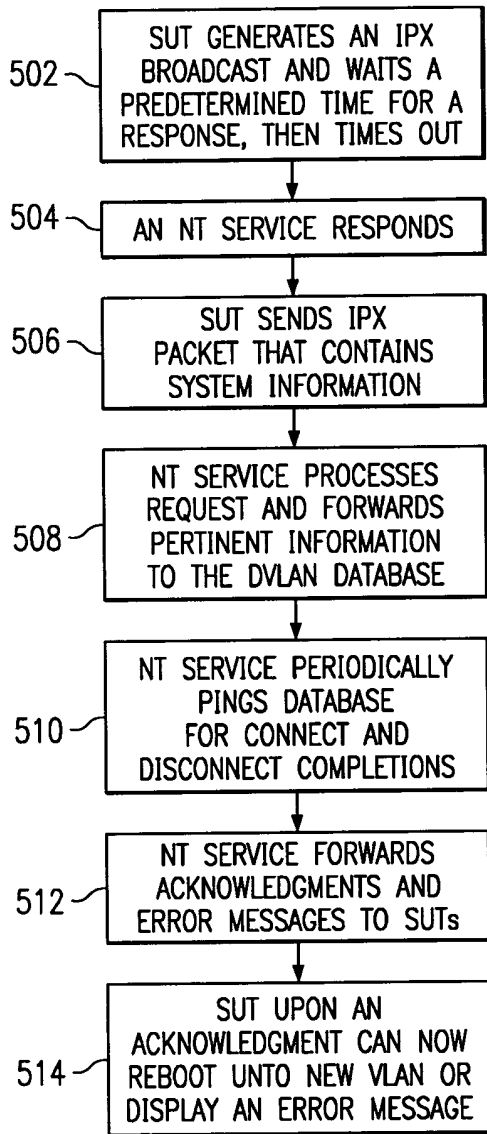 502
SUT GENERATES AN IPX
BROADCAST AND WAITS A
PREDETERMINED TIME FOR A
RESPONSE, THEN TIMES OUT
504
AN NT SERVICE RESPONDS
506
SUT SENDS IPX
PACKET THAT CONTAINS
SYSTEM INFORMATION
508
NT SERVICE PROCESSES
REQUEST AND FORWARDS
PERTINENT INFORMATION
TO THE DVLAN DATABASE
510
NT SERVICE PERIODICALLY
PINGS DATABASE
FOR CONNECT AND
DISCONNECT COMPLETIONS
512
NT SERVICE FORWARDS
ACKNOWLEDGMENTS AND
ERROR MESSAGES TO SUTs
514
SUT UPON AN
ACKNOWLEDGMENT CAN NOW
REBOOT UNTO NEW VLAN OR
DISPLAY AN ERROR MESSAGE